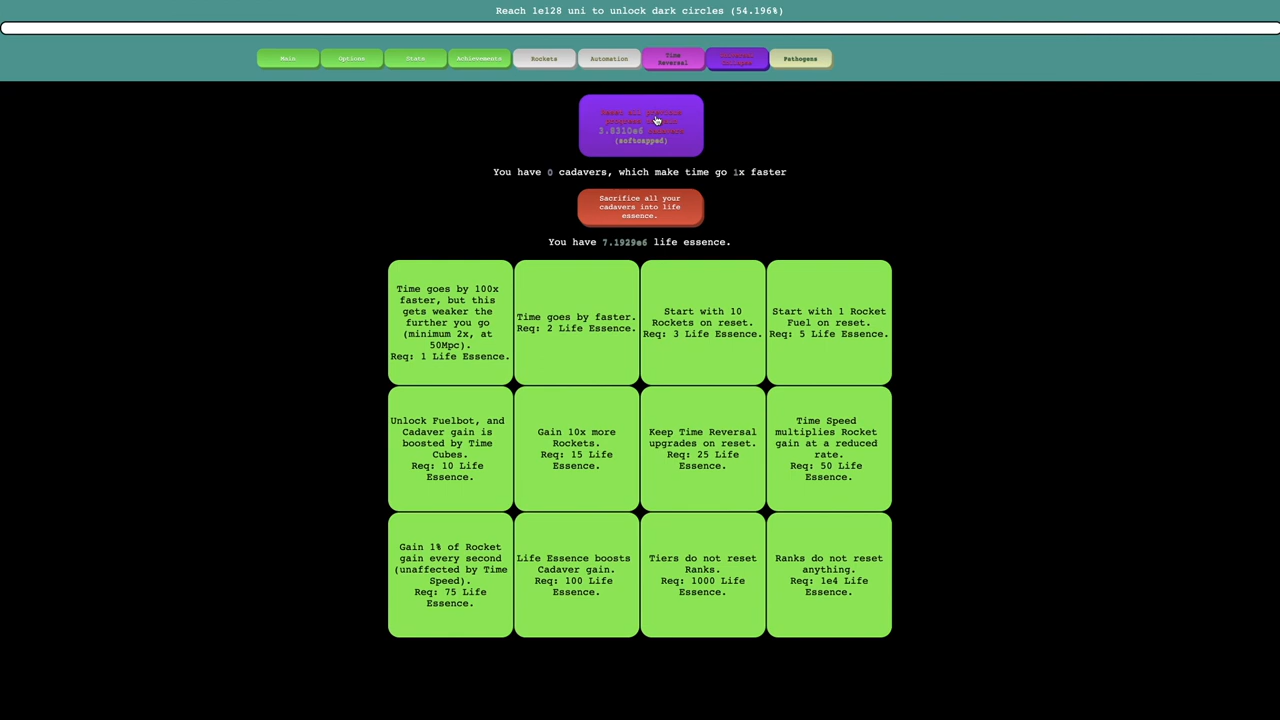 Reach 1e128 uni to unlock dark circles (54.196%)
Main
Options
Stats
Achievements
Rockets
Automation
Time
Reversal
Universal
Collapse
Pathogens
Reset all previous
progress
3.8310e6 cadavers
(softcapped)
You have 0 cadavers, which make time go 1x faster
Sacrifice all your
cadavers into life
essence.
You have 7.1929e6 life essence.
Time goes by 100x
faster, but this
gets weaker the
further you go
(minimum 2x, at
50Mpc).
Req: 1 Life Essence.
Time goes by faster.
Req: 2 Life Essence.
Start with 10
Rockets on reset.
Req: 3 Life Essence.
Start with 1 Rocket
Fuel on reset.
Req: 5 Life Essence.
Unlock Fuelbot, and
Cadaver gain is
boosted by Time
Cubes.
Req: 10 Life
Essence.
Gain 10x more
Rockets.
Req: 15 Life
Essence.
Keep Time Reversal
upgrades on reset.
Req: 25 Life
Essence.
Time Speed
multiplies Rocket
gain at a reduced
rate.
Req: 50 Life
Essence.
Gain 1% of Rocket
gain every second
(unaffected by Time
Speed).
Req: 75 Life
Essence.
Life Essence boosts
Cadaver gain.
Req: 100 Life
Essence.
Tiers do not reset
Ranks.
Req: 1000 Life
Essence.
Ranks do not reset
anything.
Req: 1e4 Life
Essence.